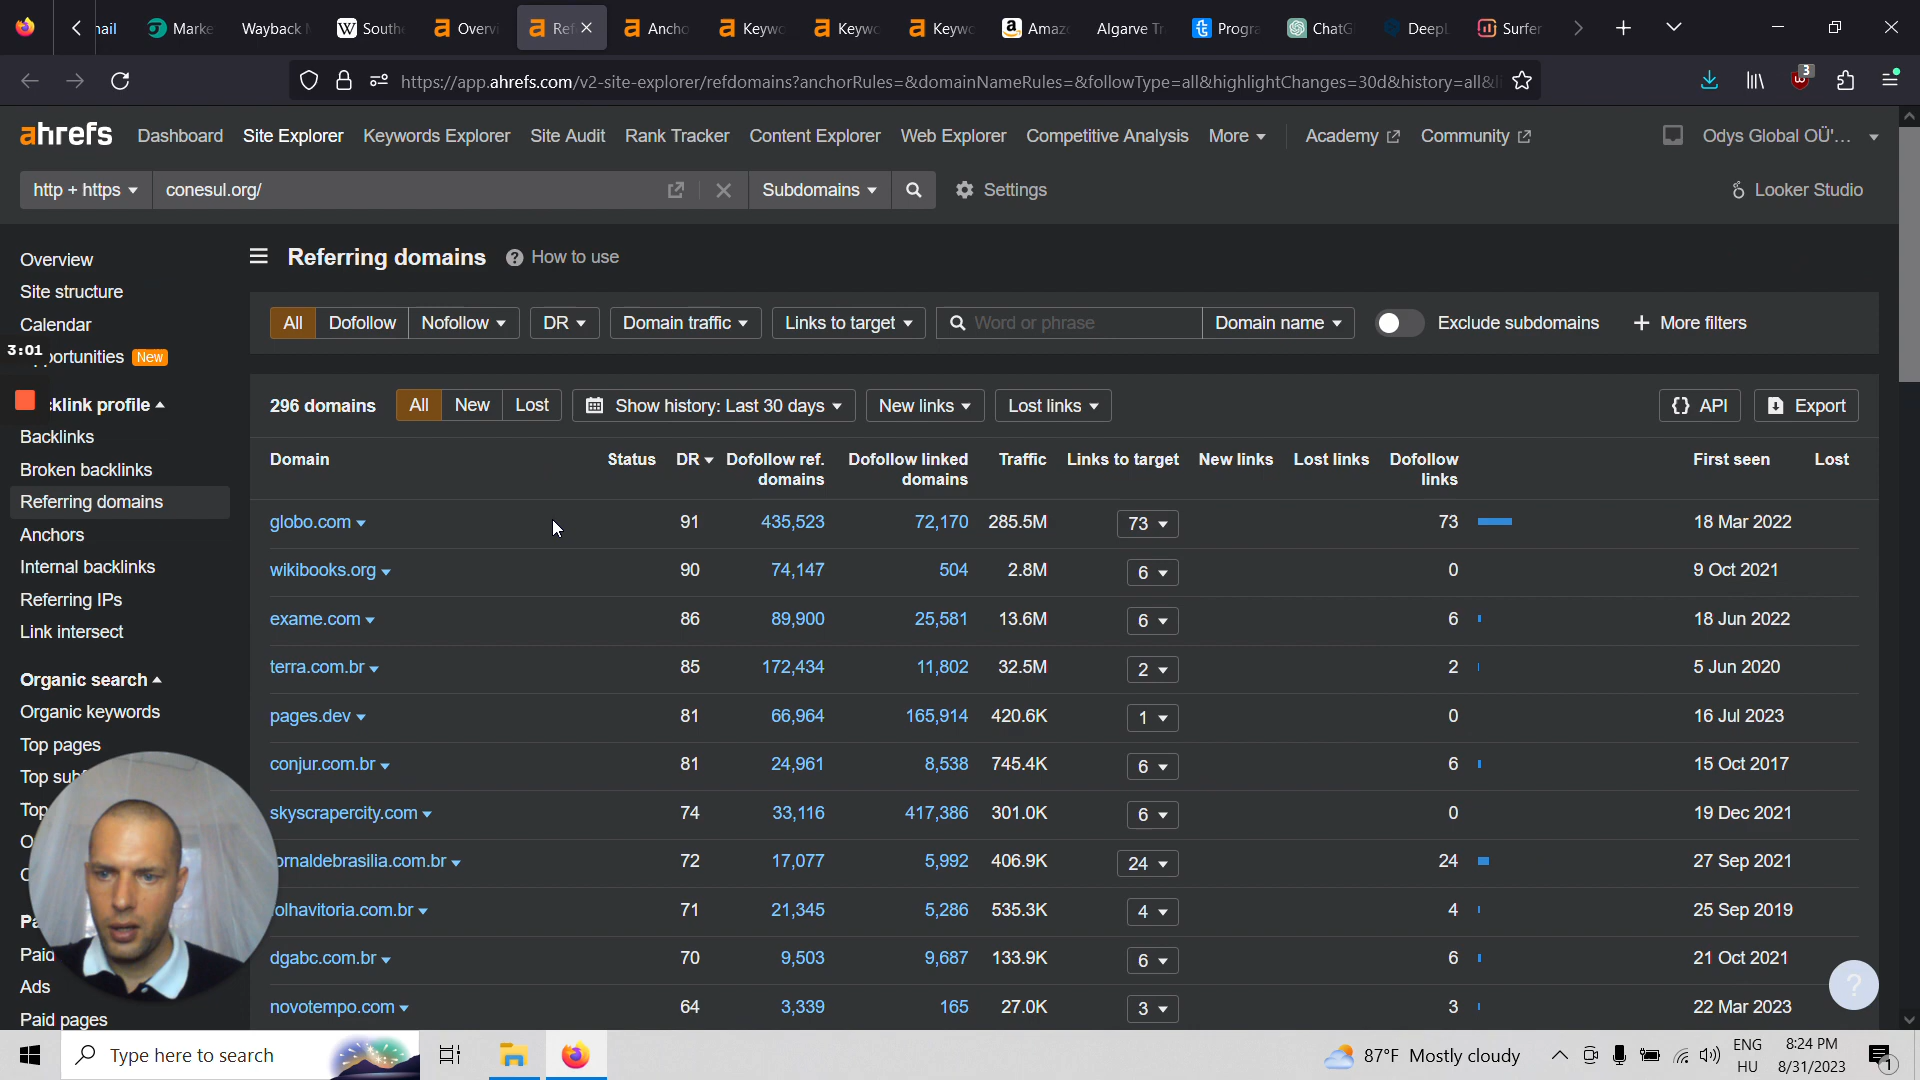 Marke
Wayback
South
Overvi
Ref
Ancho
Keywo
Keywo
Keywo
Amaz
Algarve Tr
Progra
ChatG
DeepL
Surfer
https://app.ahrefs.com/v2-site-explorer/refdomains?anchorRules=&domainNameRules=&followType=all&highlightChanges=30d&history=all&
3
ahrefs Dashboard Site Explorer Keywords Explorer Site Audit Rank Tracker Content Explorer Web Explorer Competitive Analysis More Academy Community Odys Global OÜ'...
http + https conesul.org/ Subdomains Settings Looker Studio
Overview
Site structure
Calendar
3:01 portunities New
klink profile
Backlinks
Broken backlinks
Referring domains
Anchors
Internal backlinks
Referring IPs
Link intersect
Organic search
Organic keywords
Top pages
Top sub
Top
Paid
Ads
Paid pages
Referring domains ? How to use
All Dofollow Nofollow DR Domain traffic Links to target Word or phrase Domain name Exclude subdomains + More filters
296 domains All New Lost Show history: Last 30 days New links Lost links {} API Export
Domain Status DR Dofollow ref. domains Dofollow linked domains Traffic Links to target New links Lost links Dofollow links First seen Lost
globo.com 91 435,523 72,170 285.5M 73 73 18 Mar 2022
wikibooks.org 90 74,147 504 2.8M 6 0 9 Oct 2021
exame.com 86 89,900 25,581 13.6M 6 6 18 Jun 2022
terra.com.br 85 172,434 11,802 32.5M 2 2 5 Jun 2020
pages.dev 81 66,964 165,914 420.6K 1 0 16 Jul 2023
conjur.com.br 81 24,961 8,538 745.4K 6 6 15 Oct 2017
skyscrapercity.com 74 33,116 417,386 301.0K 6 0 19 Dec 2021
ornaldebrasilia.com.br 72 17,077 5,992 406.9K 24 24 27 Sep 2021
olhavitoria.com.br 71 21,345 5,286 535.3K 4 4 25 Sep 2019
dgabc.com.br 70 9,503 9,687 133.9K 6 6 21 Oct 2021
novotempo.com 64 3,339 165 27.0K 3 3 22 Mar 2023
?
Type here to search
87°F Mostly cloudy
ENG
HU
8:24 PM
8/31/2023
1